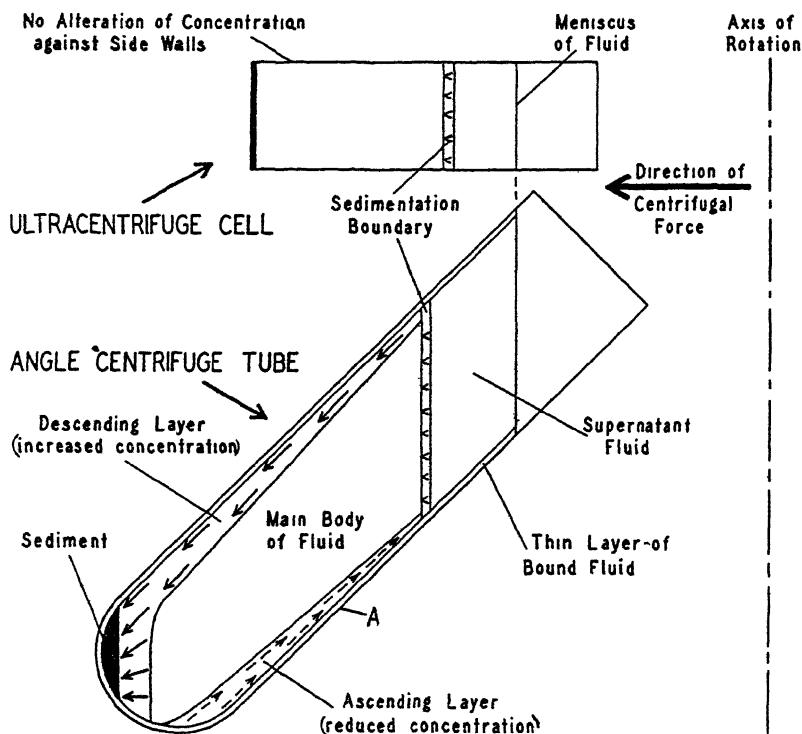 No Alteration of Concentration
against Side Walls
Meniscus
of Fluid
Axis of
Rotation
Direction of
Centrifugal
Force
ULTRACENTRIFUGE CELL
Sedimentation
Boundary
ANGLE CENTRIFUGE TUBE
Descending Layer
(increased concentration)
Supernatant
Fluid
Main Body
of Fluid
Sediment
Thin Layer-of
Bound Fluid
A
Ascending Layer
(reduced concentration)